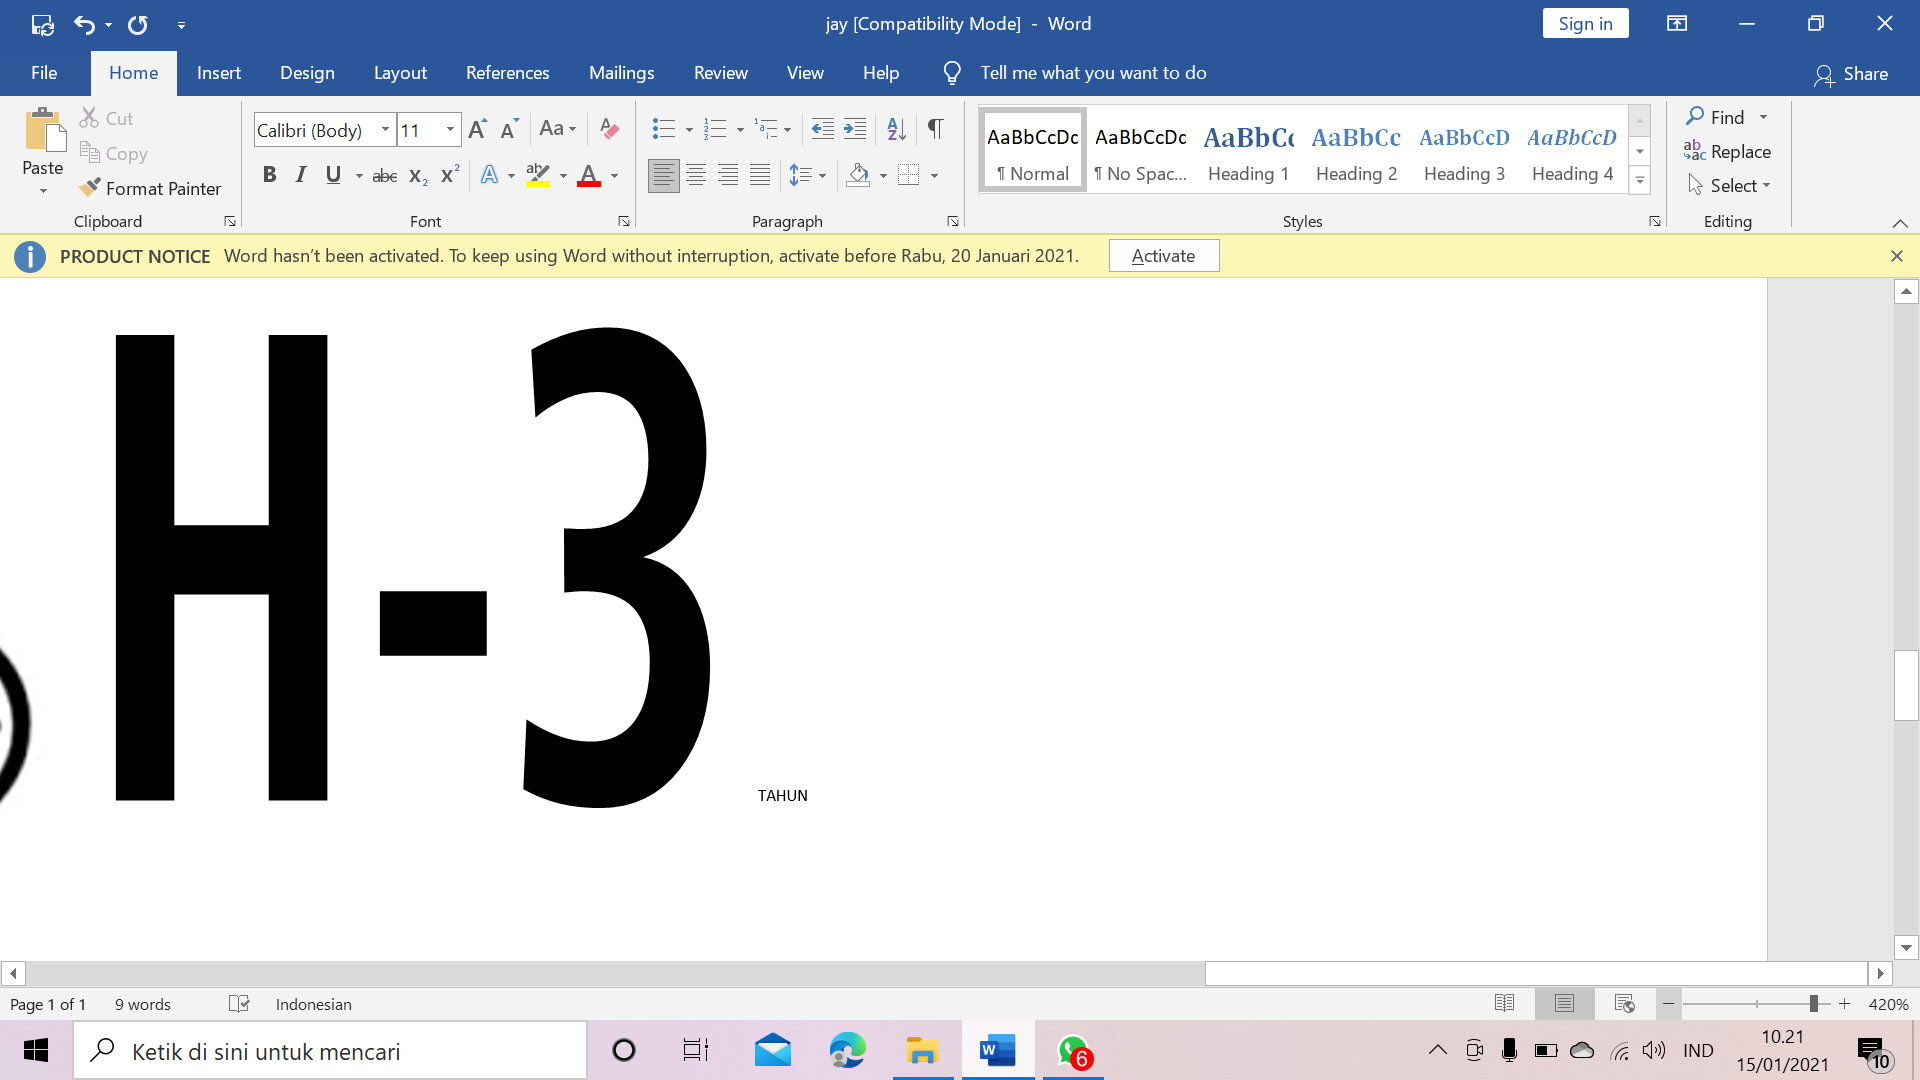 jay [Compatibility Mode] - Word
Sign in
File Home Insert Design Layout References Mailings Review View Help Tell me what you want to do Share
Paste
Cut
Copy
Format Painter
Clipboard
Calibri (Body) 11
Font
Paragraph
AaBbCcDc AaBbCcDc AaBbCc AaBbCc AaBbCcD AaBbCcD
¶ Normal ¶ No Spac... Heading 1 Heading 2 Heading 3 Heading 4
Styles
Find
Replace
Select
Editing
PRODUCT NOTICE Word hasn't been activated. To keep using Word without interruption, activate before Rabu, 20 Januari 2021. Activate
H-3 TAHUN
Page 1 of 1 9 words Indonesian 420%
Ketik di sini untuk mencari
6
IND
10.21
15/01/2021
10